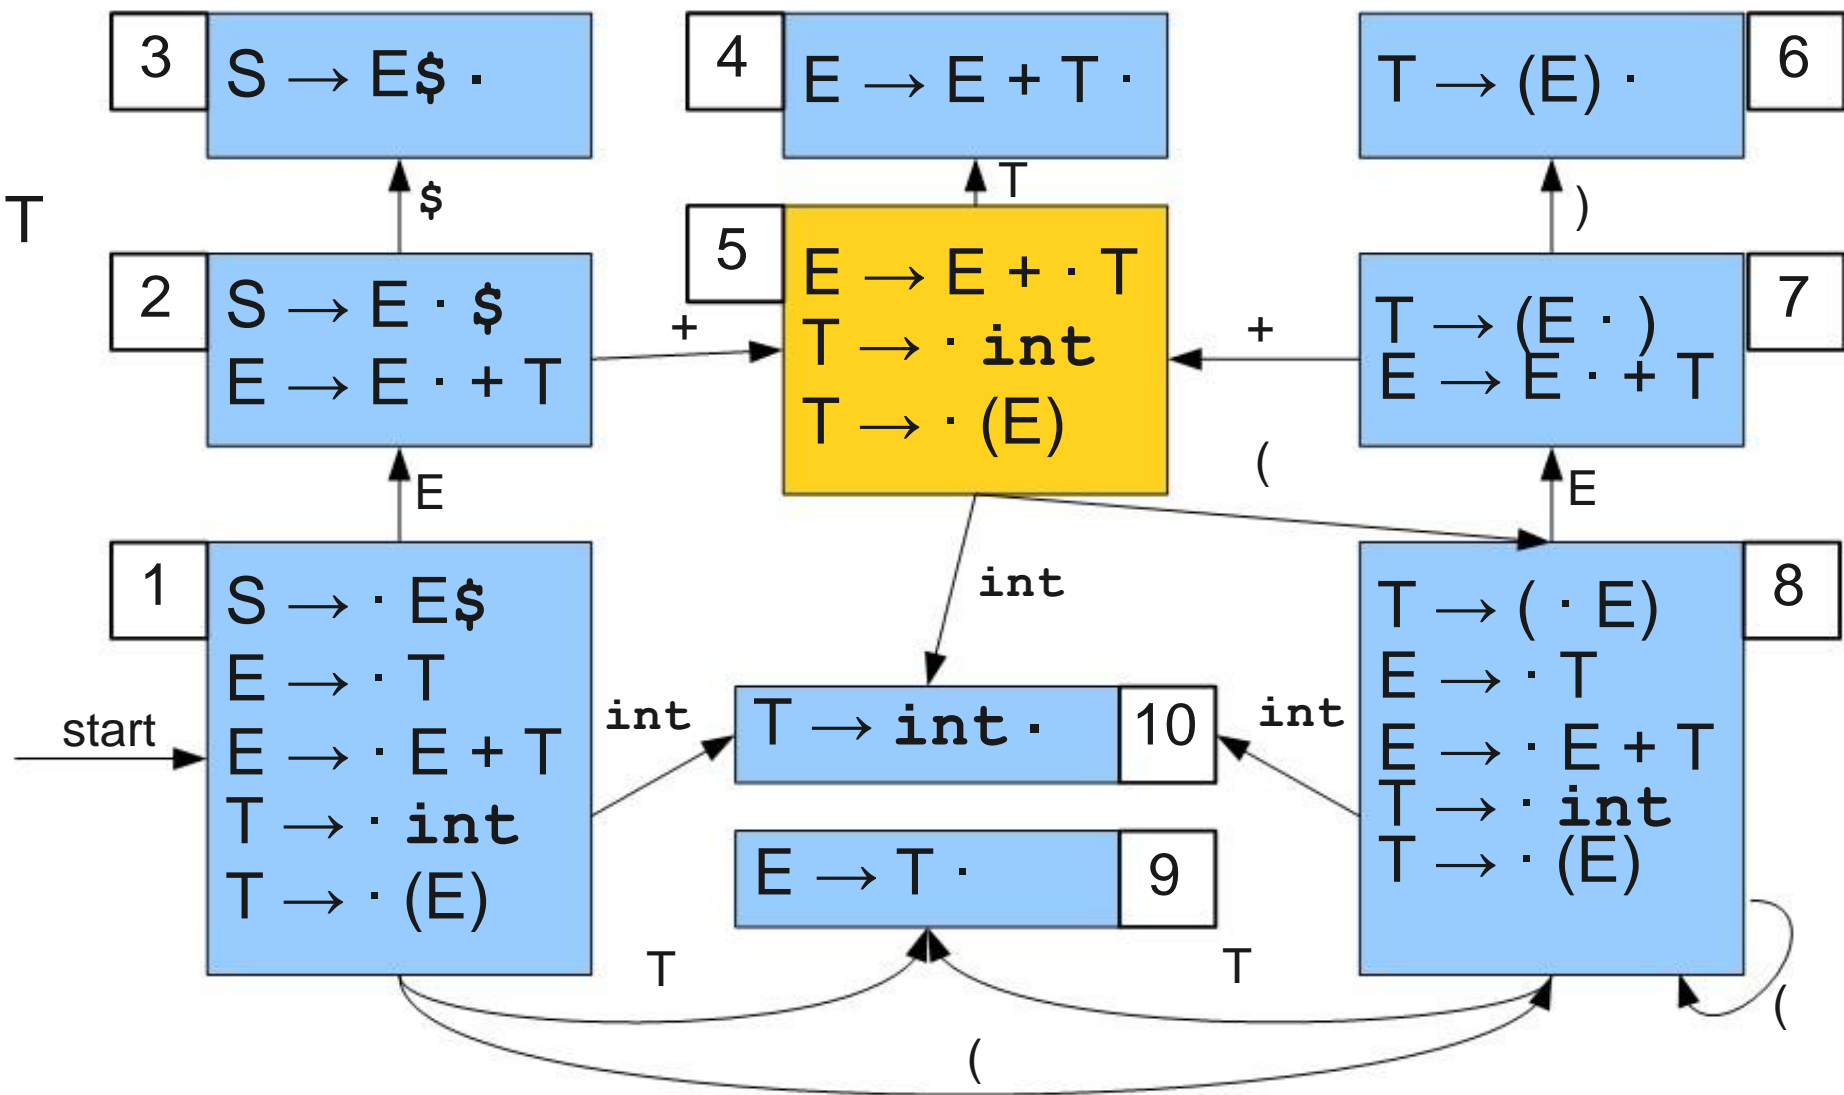 3
S → E$ ·
4
E → E + T ·
T → (E) ·
6
$
T
)
T
2
S → E · $
E → E · + T
+
5
E → E + · T
T → · int
T → · (E)
+
T → (E · )
E → E · + T
7
E
(
E
1
S → · E$
E → · T
E → · E + T
T → · int
T → · (E)
start
int
int
T → int ·
10
int
E → T ·
9
T → ( · E)
E → · T
E → · E + T
T → · int
T → · (E)
8
T
T
(
(